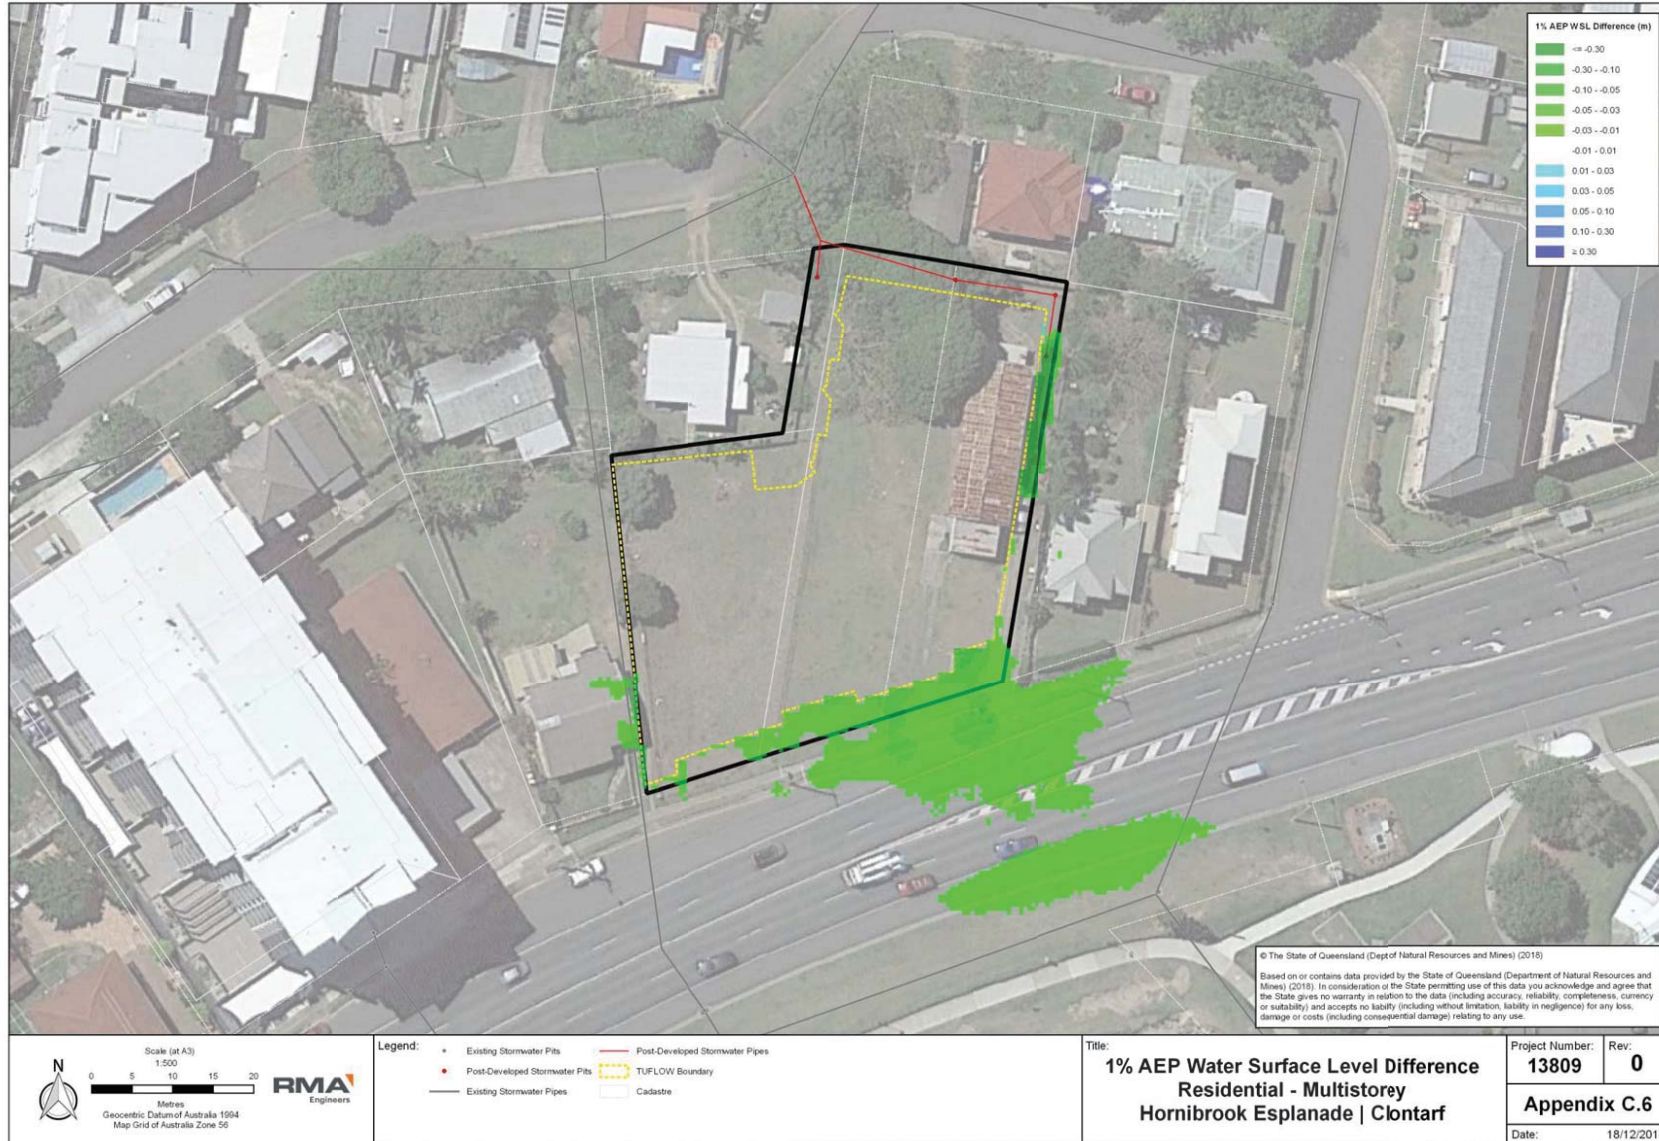 1% AEP WSL Difference (m)
<= -0.30
-0.30 - -0.10
-0.10 - -0.05
-0.05 - -0.03
-0.03 - -0.01
-0.01 - 0.01
0.01 - 0.03
0.03 - 0.05
0.05 - 0.10
0.10 - 0.30
≥ 0.30
© The State of Queensland (Dept of Natural Resources and Mines) (2018)
Based on or contains data provided by the State of Queensland (Department of Natural Resources and
Mines) (2018). In consideration of the State permitting use of this data you acknowledge and agree that
the State gives no warranty in relation to the data (including accuracy, reliability, completeness, currency
or suitability) and accepts no liability (including without limitation, liability in negligence) for any loss,
damage or costs (including consequential damage) relating to any use.
N
Scale (at A3)
1:500
0 5 10 15 20
Metres
Geocentric Datum of Australia 1994
Map Grid of Australia Zone 56
RMA
Engineers
Legend:
Existing Stormwater Pits
Post-Developed Stormwater Pits
Existing Stormwater Pipes
Post-Developed Stormwater Pipes
TUFLOW Boundary
Cadastre
Title:
1% AEP Water Surface Level Difference
Residential - Multistorey
Hornibrook Esplanade | Clontarf
Project Number:
13809
Rev:
0
Appendix C.6
Date: 18/12/201